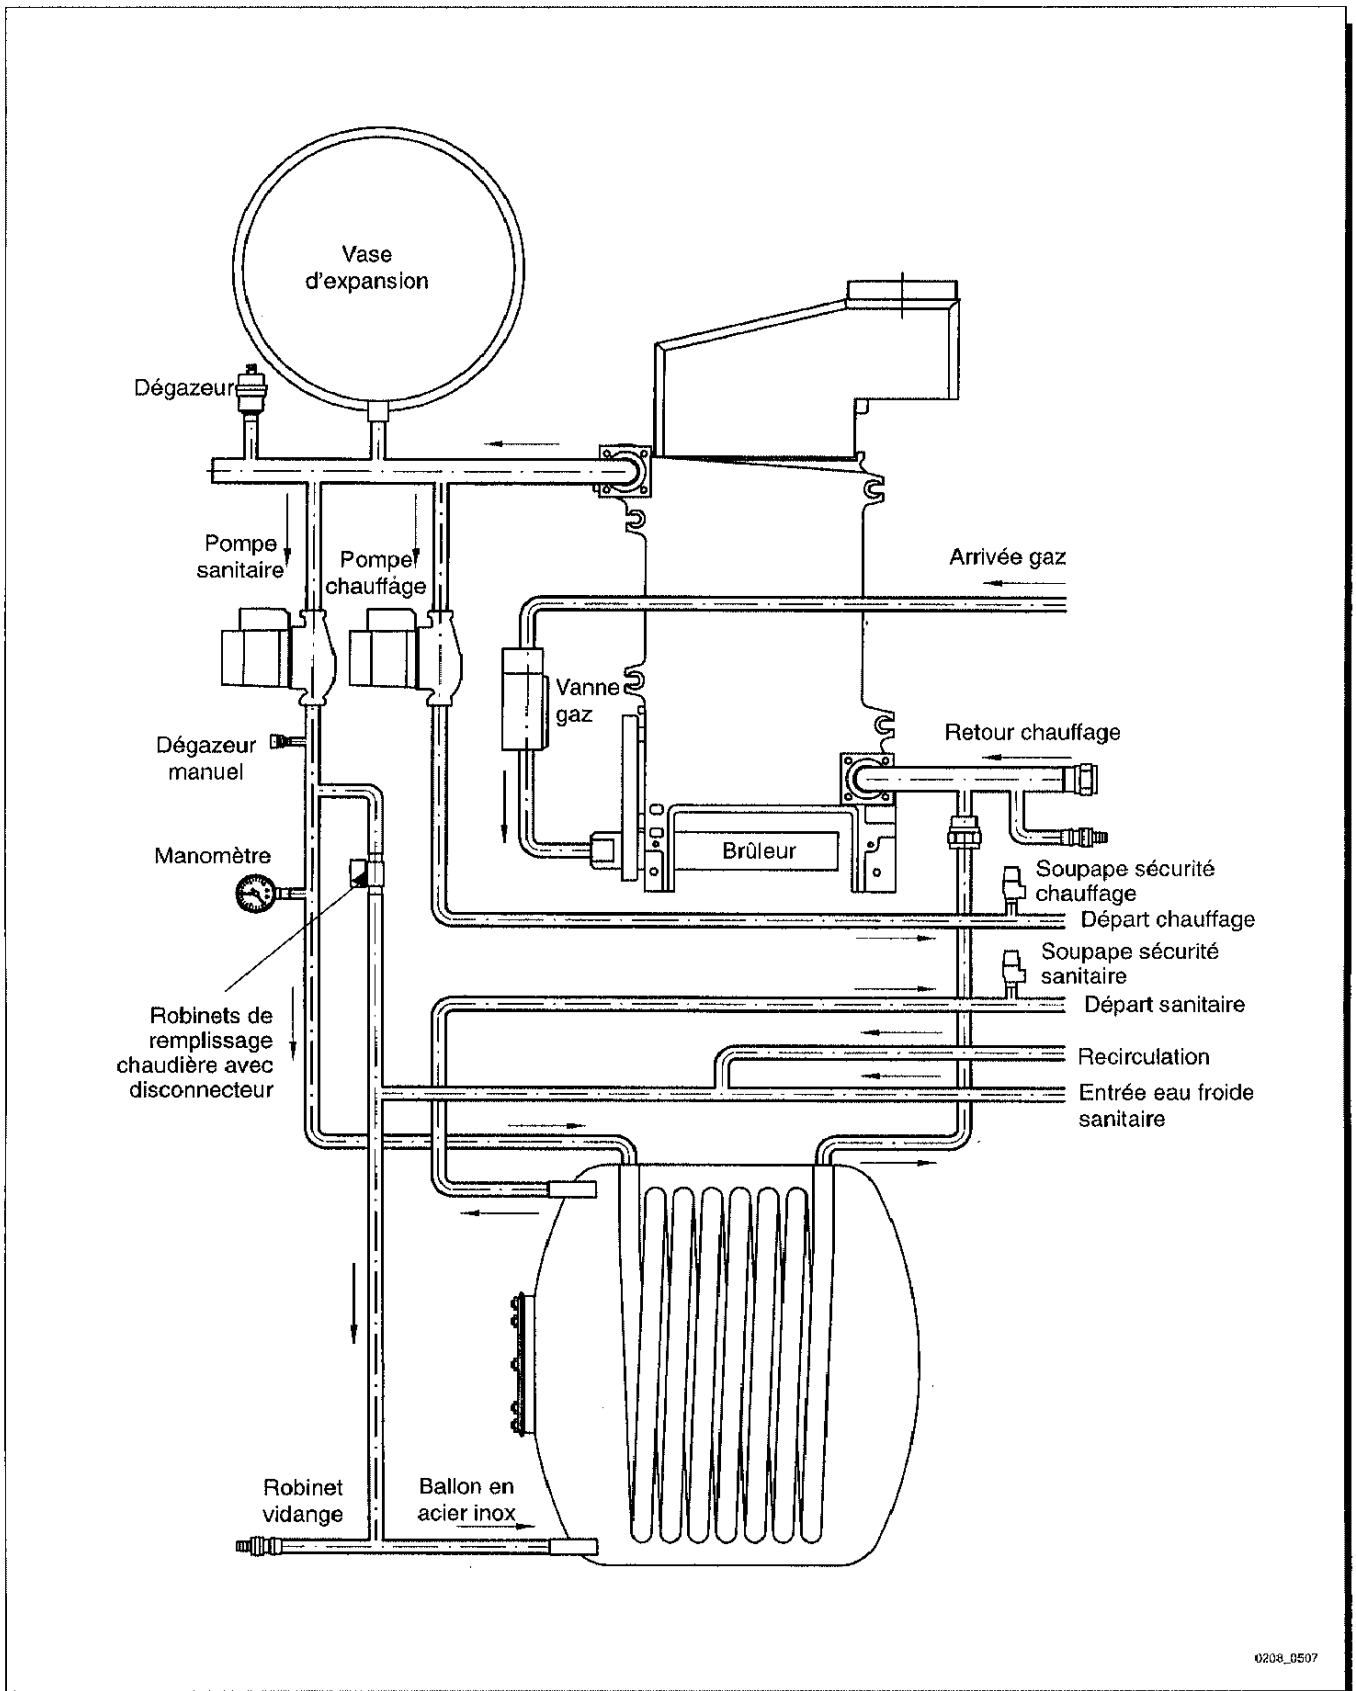 Vase
d'expansion
Dégazeur
Pompe
sanitaire
Pompe
chauffage
Arrivée gaz
Vanne
gaz
Retour chauffage
Dégazeur
manuel
Manomètre
Brûleur
Soupape sécurité
chauffage
Départ chauffage
Soupape sécurité
sanitaire
Départ sanitaire
Robinets de
remplissage
chaudière avec
disconnecteur
Recirculation
Entrée eau froide
sanitaire
Robinet
vidange
Ballon en
acier inox
0208_0507